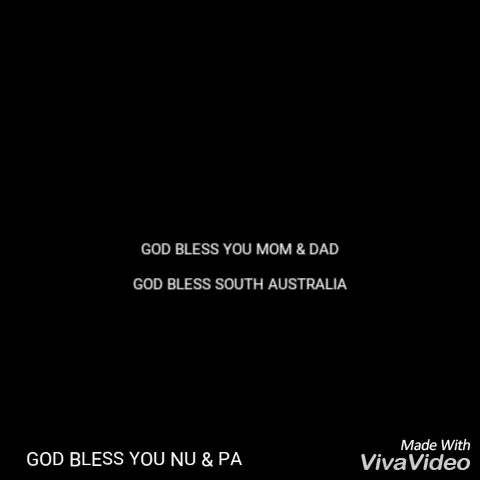 GOD BLESS YOU MOM & DAD
GOD BLESS SOUTH AUSTRALIA
GOD BLESS YOU NU & PA
Made With
VivaVideo